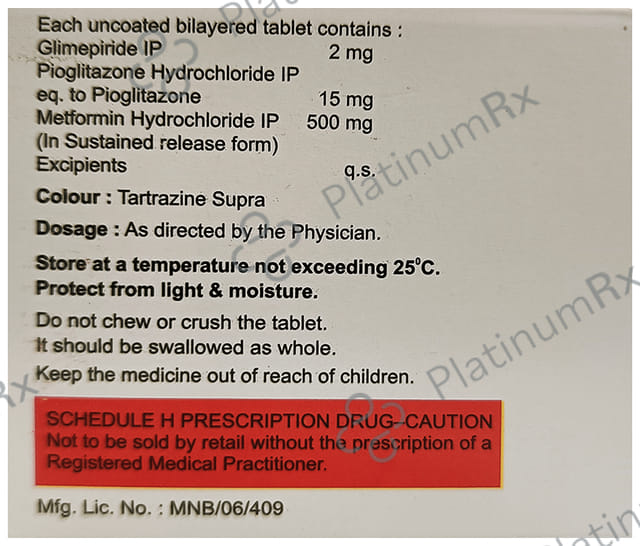 Each uncoated bilayered tablet contains :
Glimepiride IP 2 mg
Pioglitazone Hydrochloride IP
eq. to Pioglitazone 15 mg
Metformin Hydrochloride IP 500 mg
(In Sustained release form)
Excipients q.s.
Colour : Tartrazine Supra
Dosage : As directed by the Physician.
Store at a temperature not exceeding 25⁰C.
Protect from light & moisture.
Do not chew or crush the tablet.
It should be swallowed as whole.
Keep the medicine out of reach of children.
SCHEDULE H PRESCRIPTION DRUG-CAUTION
Not to be sold by retail without the prescription of a
Registered Medical Practitioner.
Mfg. Lic. No. : MNB/06/409
PlatinumRx
PlatinumRx